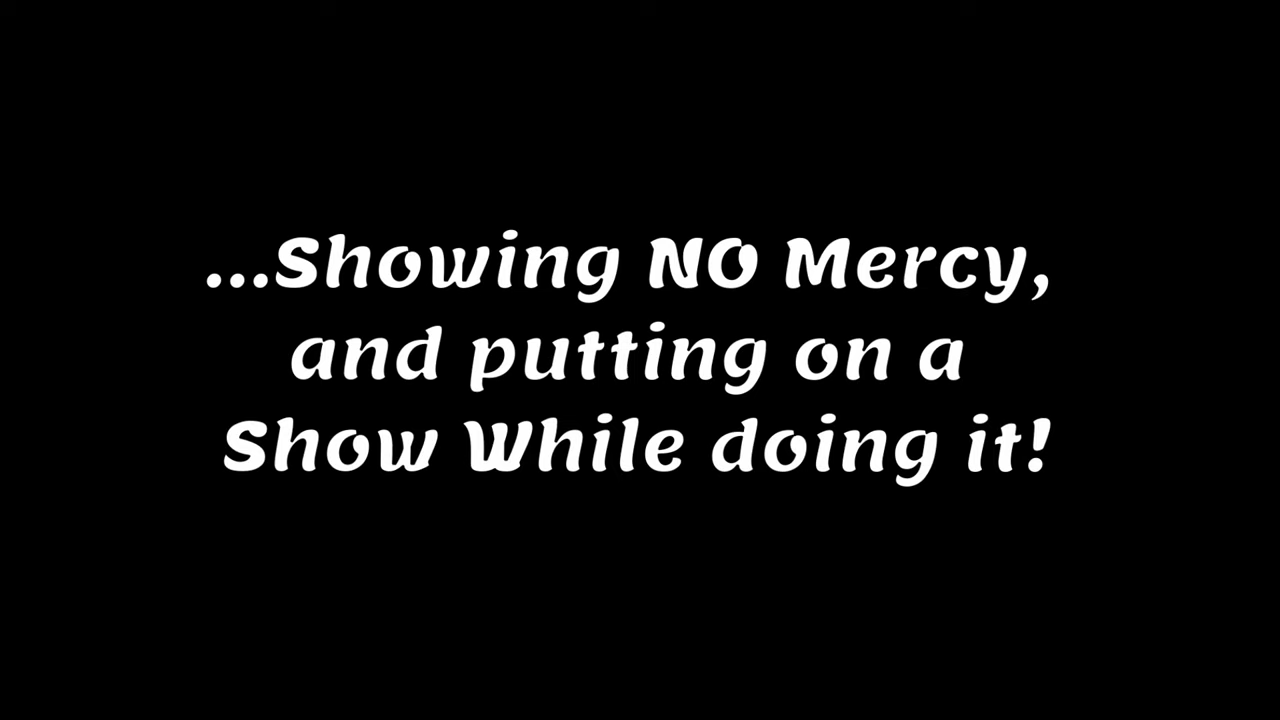 ...Showing NO Mercy,
and putting on a
Show While doing it!